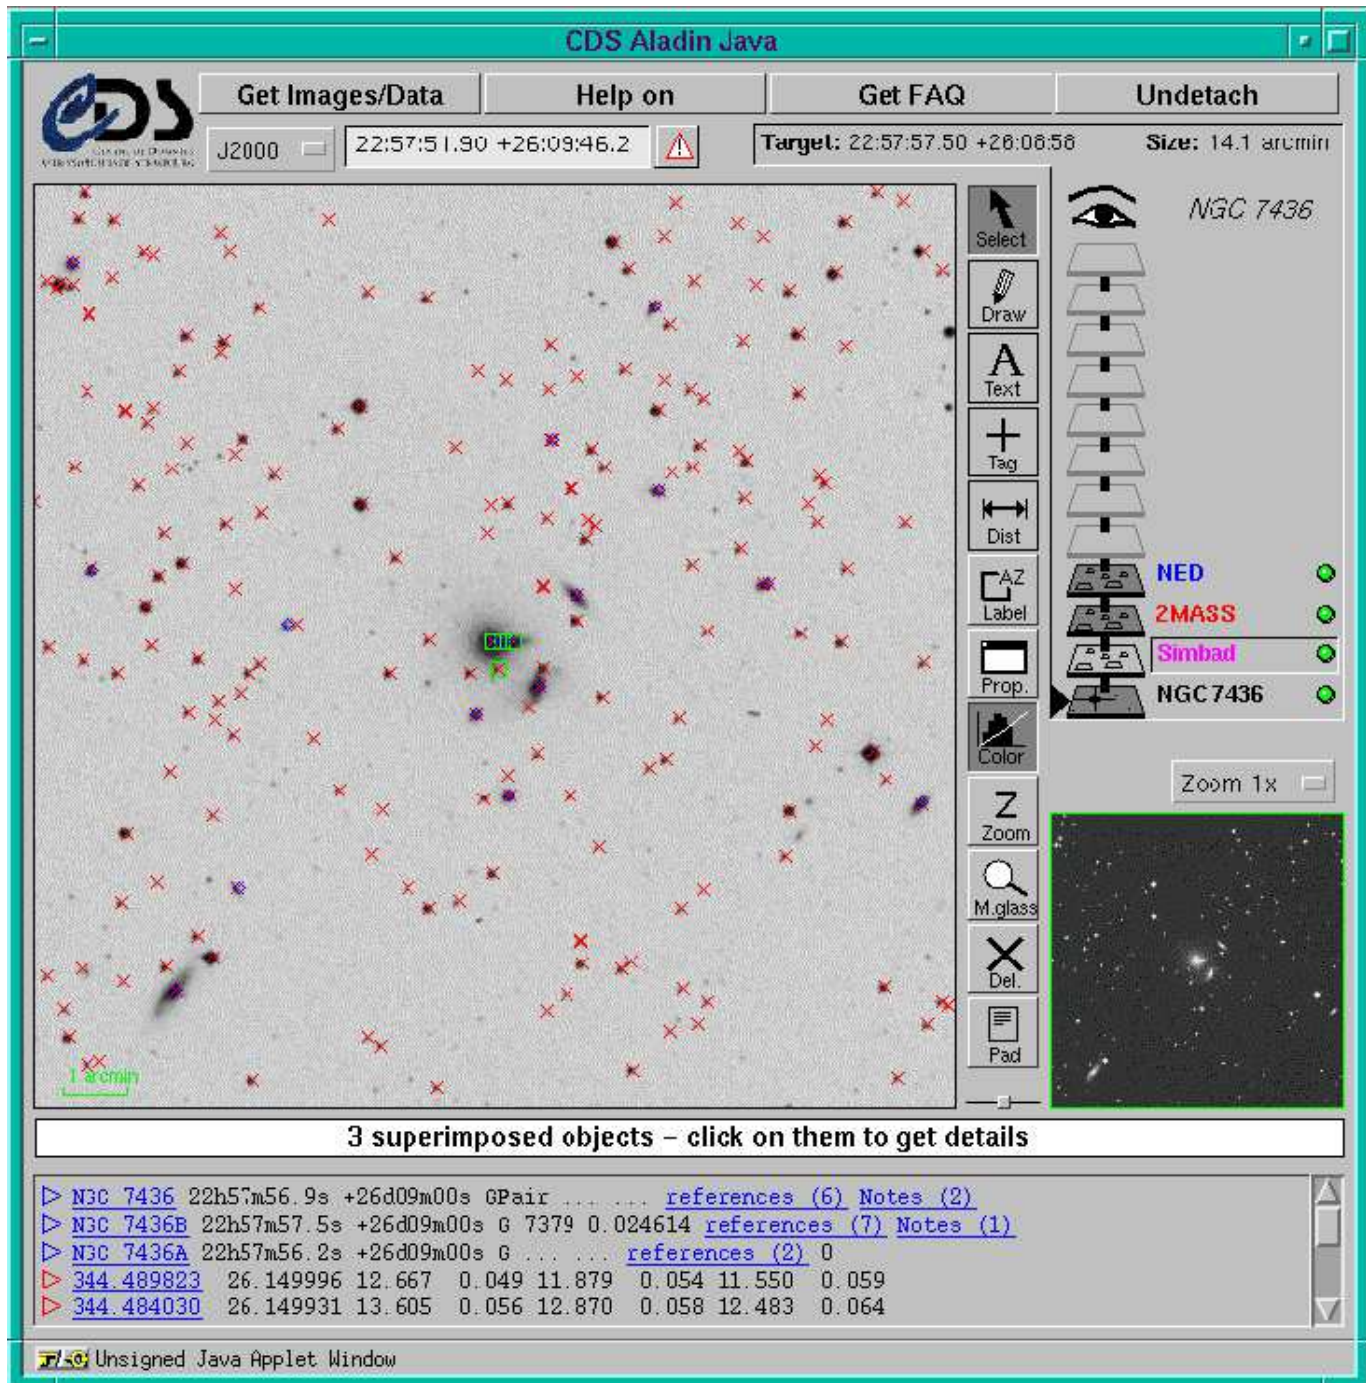 CDS Aladin Java
CDS
Get Images/Data Help on Get FAQ Undetach
J2000 22:57:51.90 +26:09:46.2 Target: 22:57:57.50 +26:08:58 Size: 14.1 arcmin
NGC 7436
Select
Draw
Text
Tag
Dist
AZ
Label
Prop.
Color
Z
Zoom
M.glass
Del.
Pad
NED
2MASS
Simbad
NGC7436
Zoom 1x
1 arcmin
3 superimposed objects – click on them to get details
N3C 7436 22h57m56.9s +26d09m00s GPair ... ... references (6) Notes (2)
N3C 7436B 22h57m57.5s +26d09m00s G 7379 0.024614 references (7) Notes (1)
N3C 7436A 22h57m56.2s +26d09m00s G ... ... references (2) 0
344.489823 26.149996 12.667 0.049 11.879 0.054 11.550 0.059
344.484030 26.149931 13.605 0.056 12.870 0.058 12.483 0.064
Unsigned Java Applet Window